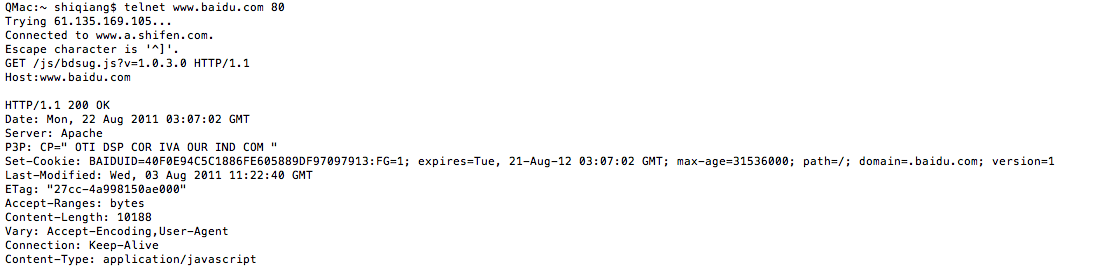 QMac:~ shiqiang$ telnet www.baidu.com 80
Trying 61.135.169.105...
Connected to www.a.shifen.com.
Escape character is '^]'.
GET /js/bdsug.js?v=1.0.3.0 HTTP/1.1
Host:www.baidu.com

HTTP/1.1 200 OK
Date: Mon, 22 Aug 2011 03:07:02 GMT
Server: Apache
P3P: CP=" OTI DSP COR IVA OUR IND COM "
Set-Cookie: BAIDUID=40F0E94C5C1886FE605889DF97097913:FG=1; expires=Tue, 21-Aug-12 03:07:02 GMT; max-age=31536000; path=/; domain=.baidu.com; version=1
Last-Modified: Wed, 03 Aug 2011 11:22:40 GMT
ETag: "27cc-4a998150ae000"
Accept-Ranges: bytes
Content-Length: 10188
Vary: Accept-Encoding,User-Agent
Connection: Keep-Alive
Content-Type: application/javascript